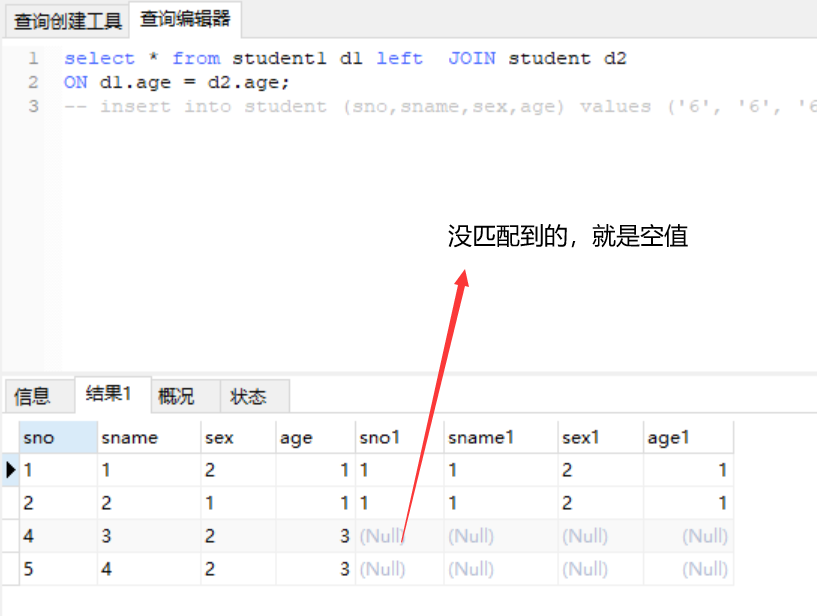 查询创建工具 查询编辑器
1 select * from student1 d1 left JOIN student d2
2 ON d1.age = d2.age;
3 -- insert into student (sno,sname,sex,age) values ('6', '6', '6
没匹配到的，就是空值
信息 结果1 概况 状态
sno sname sex age sno1 sname1 sex1 age1
1 1 2 1 1 1 2 1
2 2 1 1 1 1 2 1
4 3 2 3 (Null) (Null) (Null) (Null)
5 4 2 3 (Null) (Null) (Null) (Null)